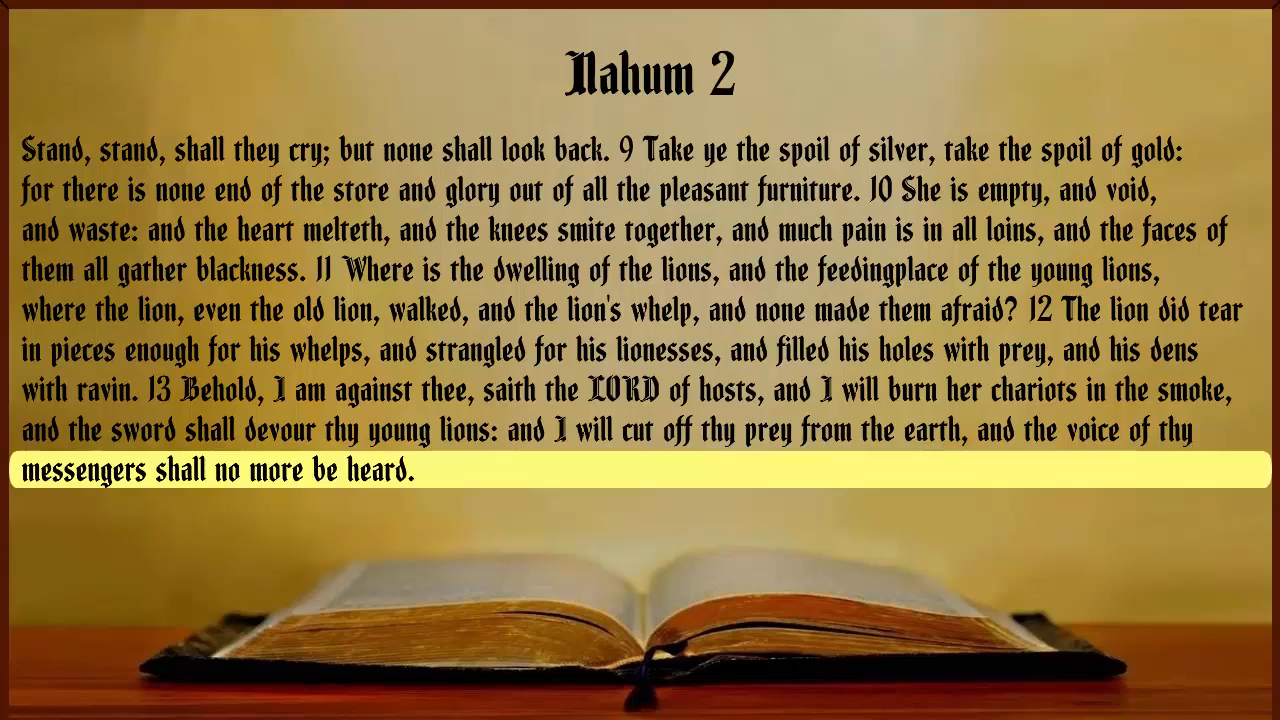 Nahum 2
Stand, stand, shall they cry; but none shall look back. 9 Take ye the spoil of silver, take the spoil of gold:
for there is none end of the store and glory out of all the pleasant furniture. 10 She is empty, and void,
and waste: and the heart melteth, and the knees smite together, and much pain is in all loins, and the faces of
them all gather blackness. 11 Where is the dwelling of the lions, and the feedingplace of the young lions,
where the lion, even the old lion, walked, and the lion's whelp, and none made them afraid? 12 The lion did tear
in pieces enough for his whelps, and strangled for his lionesses, and filled his holes with prey, and his dens
with ravin. 13 Behold, I am against thee, saith the LORD of hosts, and I will burn her chariots in the smoke,
and the sword shall devour thy young lions: and I will cut off thy prey from the earth, and the voice of thy
messengers shall no more be heard.